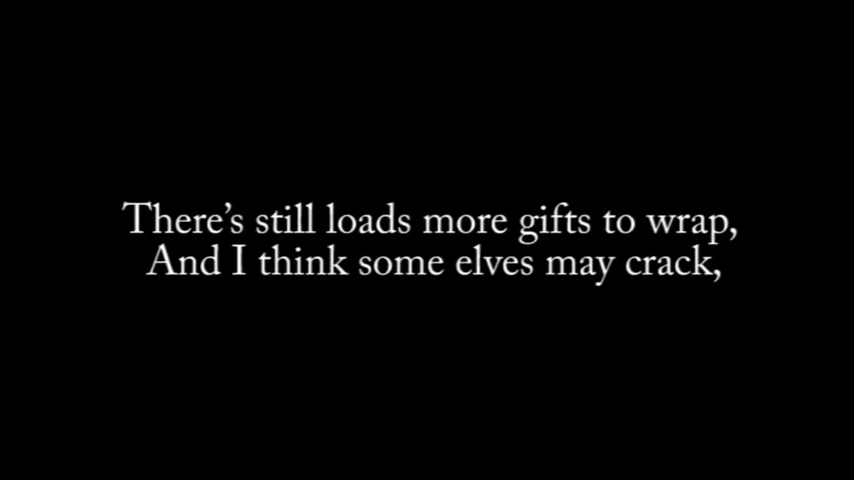 There’s still loads more gifts to wrap,
And I think some elves may crack,